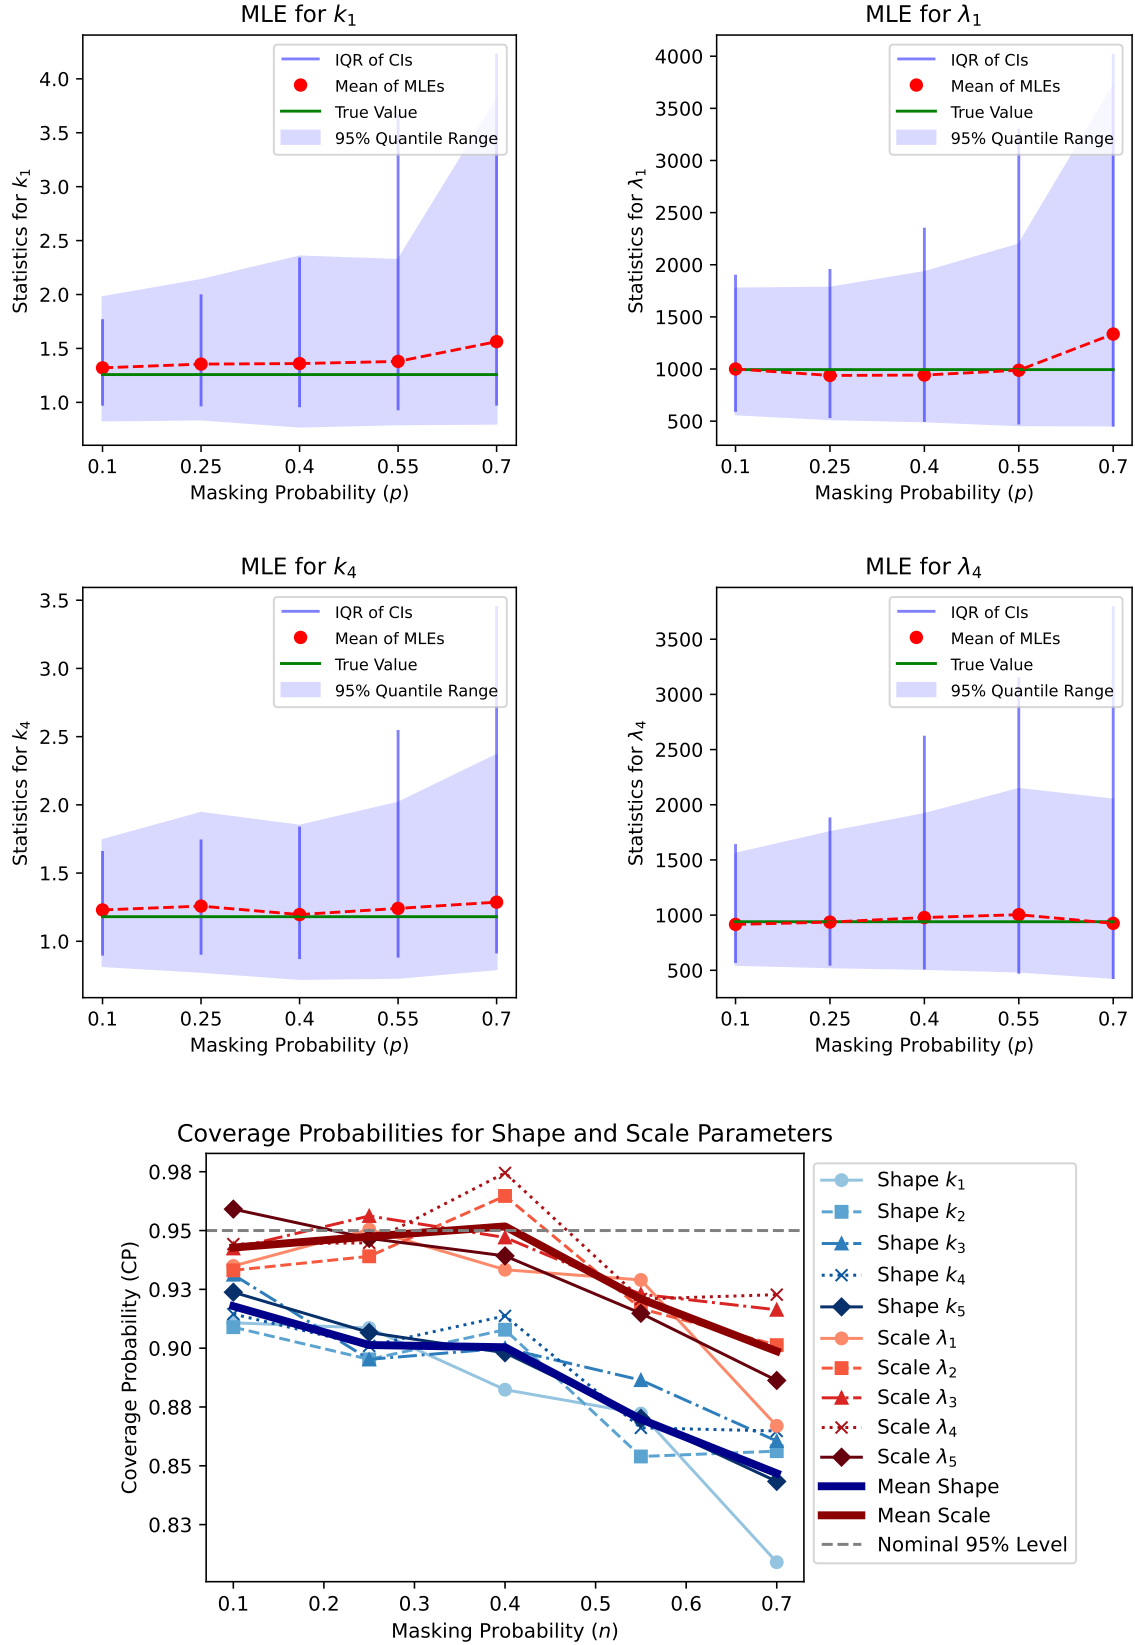 MLE for k₁
Statistics for k₁
4.0
3.5
3.0
2.5
2.0
1.5
1.0
IQR of CIs
Mean of MLEs
True Value
95% Quantile Range
0.1 0.25 0.4 0.55 0.7
Masking Probability (p)
MLE for λ₁
Statistics for λ₁
4000
3500
3000
2500
2000
1500
1000
500
IQR of CIs
Mean of MLEs
True Value
95% Quantile Range
0.1 0.25 0.4 0.55 0.7
Masking Probability (p)
MLE for k₄
Statistics for k₄
3.5
3.0
2.5
2.0
1.5
1.0
IQR of CIs
Mean of MLEs
True Value
95% Quantile Range
0.1 0.25 0.4 0.55 0.7
Masking Probability (p)
MLE for λ₄
Statistics for λ₄
3500
3000
2500
2000
1500
1000
500
IQR of CIs
Mean of MLEs
True Value
95% Quantile Range
0.1 0.25 0.4 0.55 0.7
Masking Probability (p)
Coverage Probabilities for Shape and Scale Parameters
Coverage Probability (CP)
0.98
0.95
0.93
0.90
0.88
0.85
0.83
0.1 0.2 0.3 0.4 0.5 0.6 0.7
Masking Probability (n)
Shape k₁
Shape k₂
Shape k₃
Shape k₄
Shape k₅
Scale λ₁
Scale λ₂
Scale λ₃
Scale λ₄
Scale λ₅
Mean Shape
Mean Scale
Nominal 95% Level